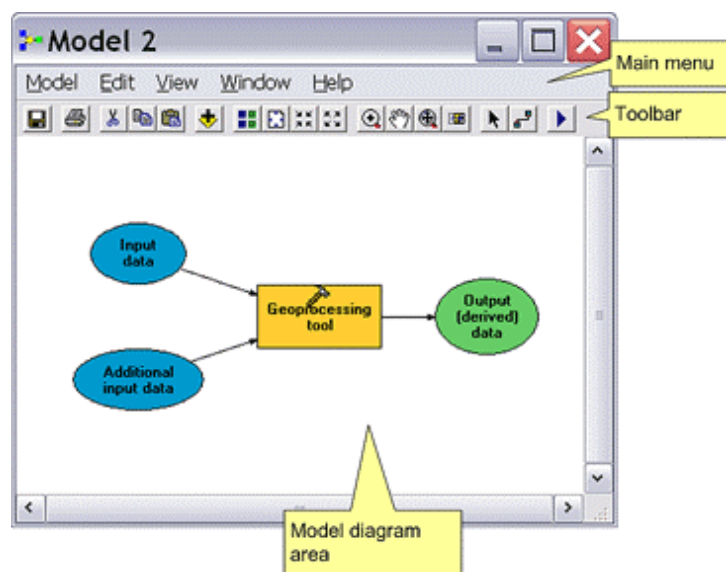 Model 2
Main menu
Model Edit View Window Help
Toolbar
Input
data
Geoprocessing
tool
Output
(derived)
data
Additional
input data
Model diagram
area